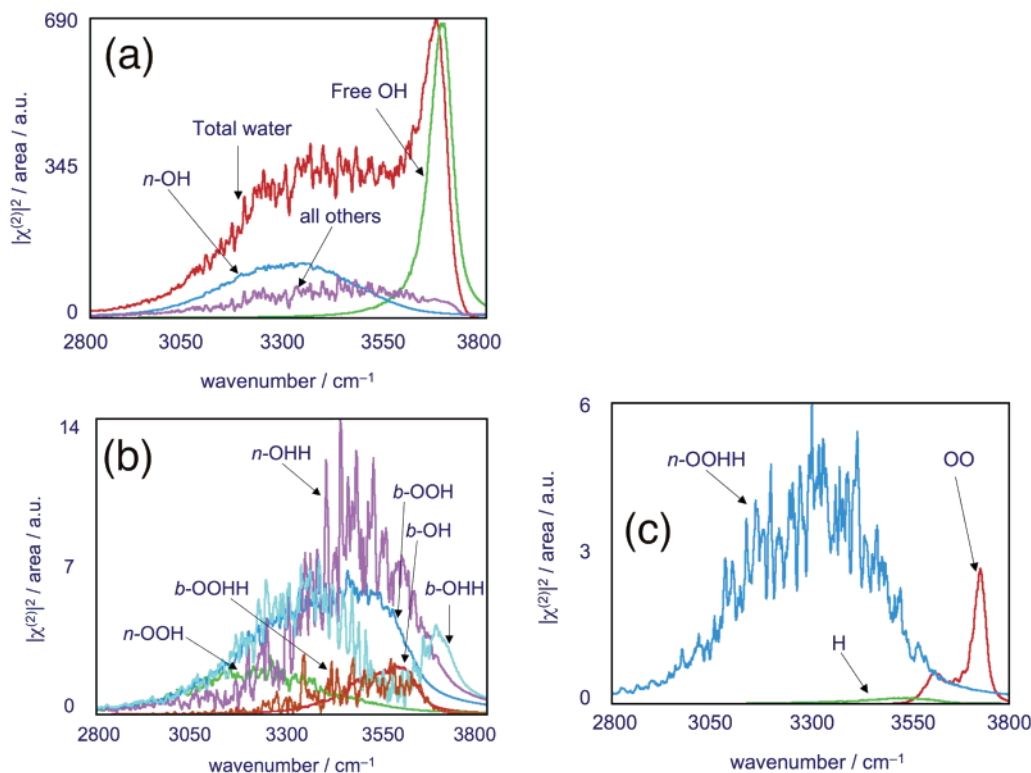 690
(a)
Free OH
Total water
345
n-OH
all others
0
2800 3050 3300 3550 3800
wavenumber / cm⁻¹
|χ⁽²⁾|² / area / a.u.
14
(b)
n-OHH
b-OOH
b-OH
7
b-OOHH
b-OHH
n-OOH
0
2800 3050 3300 3550 3800
wavenumber / cm⁻¹
|χ⁽²⁾|² / area / a.u.
6
n-OOHH
OO
(c)
3
H
0
2800 3050 3300 3550 3800
wavenumber / cm⁻¹
|χ⁽²⁾|² / area / a.u.